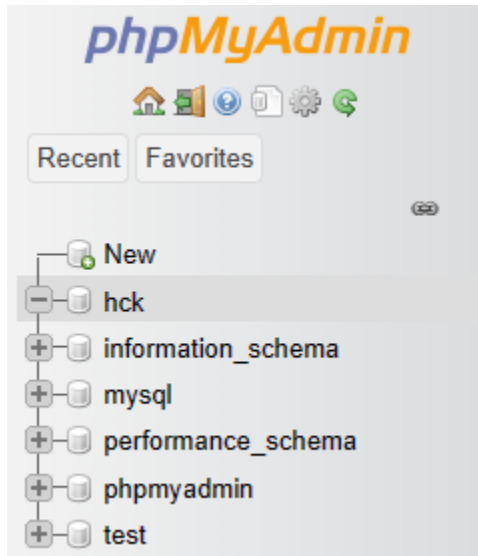 phpMyAdmin
Recent Favorites
New
hck
information_schema
mysql
performance_schema
phpmyadmin
test